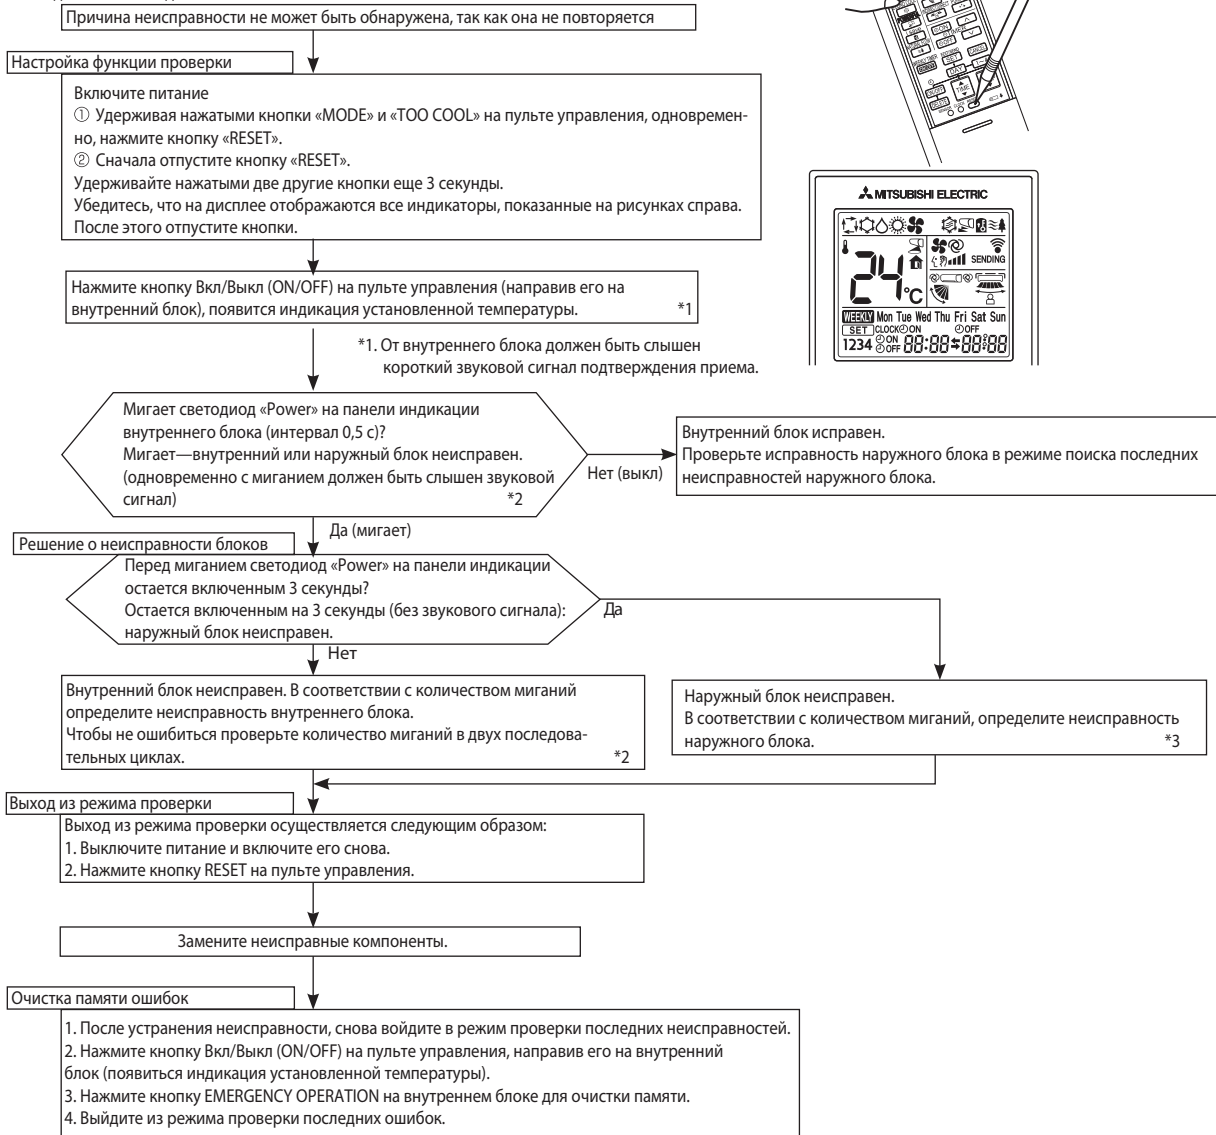 Причина неисправности не может быть обнаружена, так как она не повторяется
Настройка функции проверки
Включите питание
① Удерживая нажатыми кнопки «MODE» и «TOO COOL» на пульте управления, одновремен-
но, нажмите кнопку «RESET».
② Сначала отпустите кнопку «RESET».
Удерживайте нажатыми две другие кнопки еще 3 секунды.
Убедитесь, что на дисплее отображаются все индикаторы, показанные на рисунках справа.
После этого отпустите кнопки.
MITSUBISHI ELECTRIC
SENDING
24°C
WEEKLY Mon Tue Wed Thu Fri Sat Sun
SET CLOCK ON OFF
1234 ON OFF 88:88 88:88
Нажмите кнопку Вкл/Выкл (ON/OFF) на пульте управления (направив его на
внутренний блок), появится индикация установленной температуры. *1
*1. От внутреннего блока должен быть слышен
короткий звуковой сигнал подтверждения приема.
Мигает светодиод «Power» на панели индикации
внутреннего блока (интервал 0,5 с)?
Мигает—внутренний или наружный блок неисправен.
(одновременно с миганием должен быть слышен звуковой
сигнал) *2
Нет (выкл)
Внутренний блок исправен.
Проверьте исправность наружного блока в режиме поиска последних
неисправностей наружного блока.
Да (мигает)
Решение о неисправности блоков
Перед миганием светодиод «Power» на панели индикации
остается включенным 3 секунды?
Остается включенным на 3 секунды (без звукового сигнала):
наружный блок неисправен.
Да
Нет
Внутренний блок неисправен. В соответствии с количеством миганий
определите неисправность внутреннего блока.
Чтобы не ошибиться проверьте количество миганий в двух последова-
тельных циклах. *2
Наружный блок неисправен.
В соответствии с количеством миганий, определите неисправность
наружного блока. *3
Выход из режима проверки
Выход из режима проверки осуществляется следующим образом:
1. Выключите питание и включите его снова.
2. Нажмите кнопку RESET на пульте управления.
Замените неисправные компоненты.
Очистка памяти ошибок
1. После устранения неисправности, снова войдите в режим проверки последних неисправностей.
2. Нажмите кнопку Вкл/Выкл (ON/OFF) на пульте управления, направив его на внутренний
блок (появиться индикация установленной температуры).
3. Нажмите кнопку EMERGENCY OPERATION на внутреннем блоке для очистки памяти.
4. Выйдите из режима проверки последних ошибок.